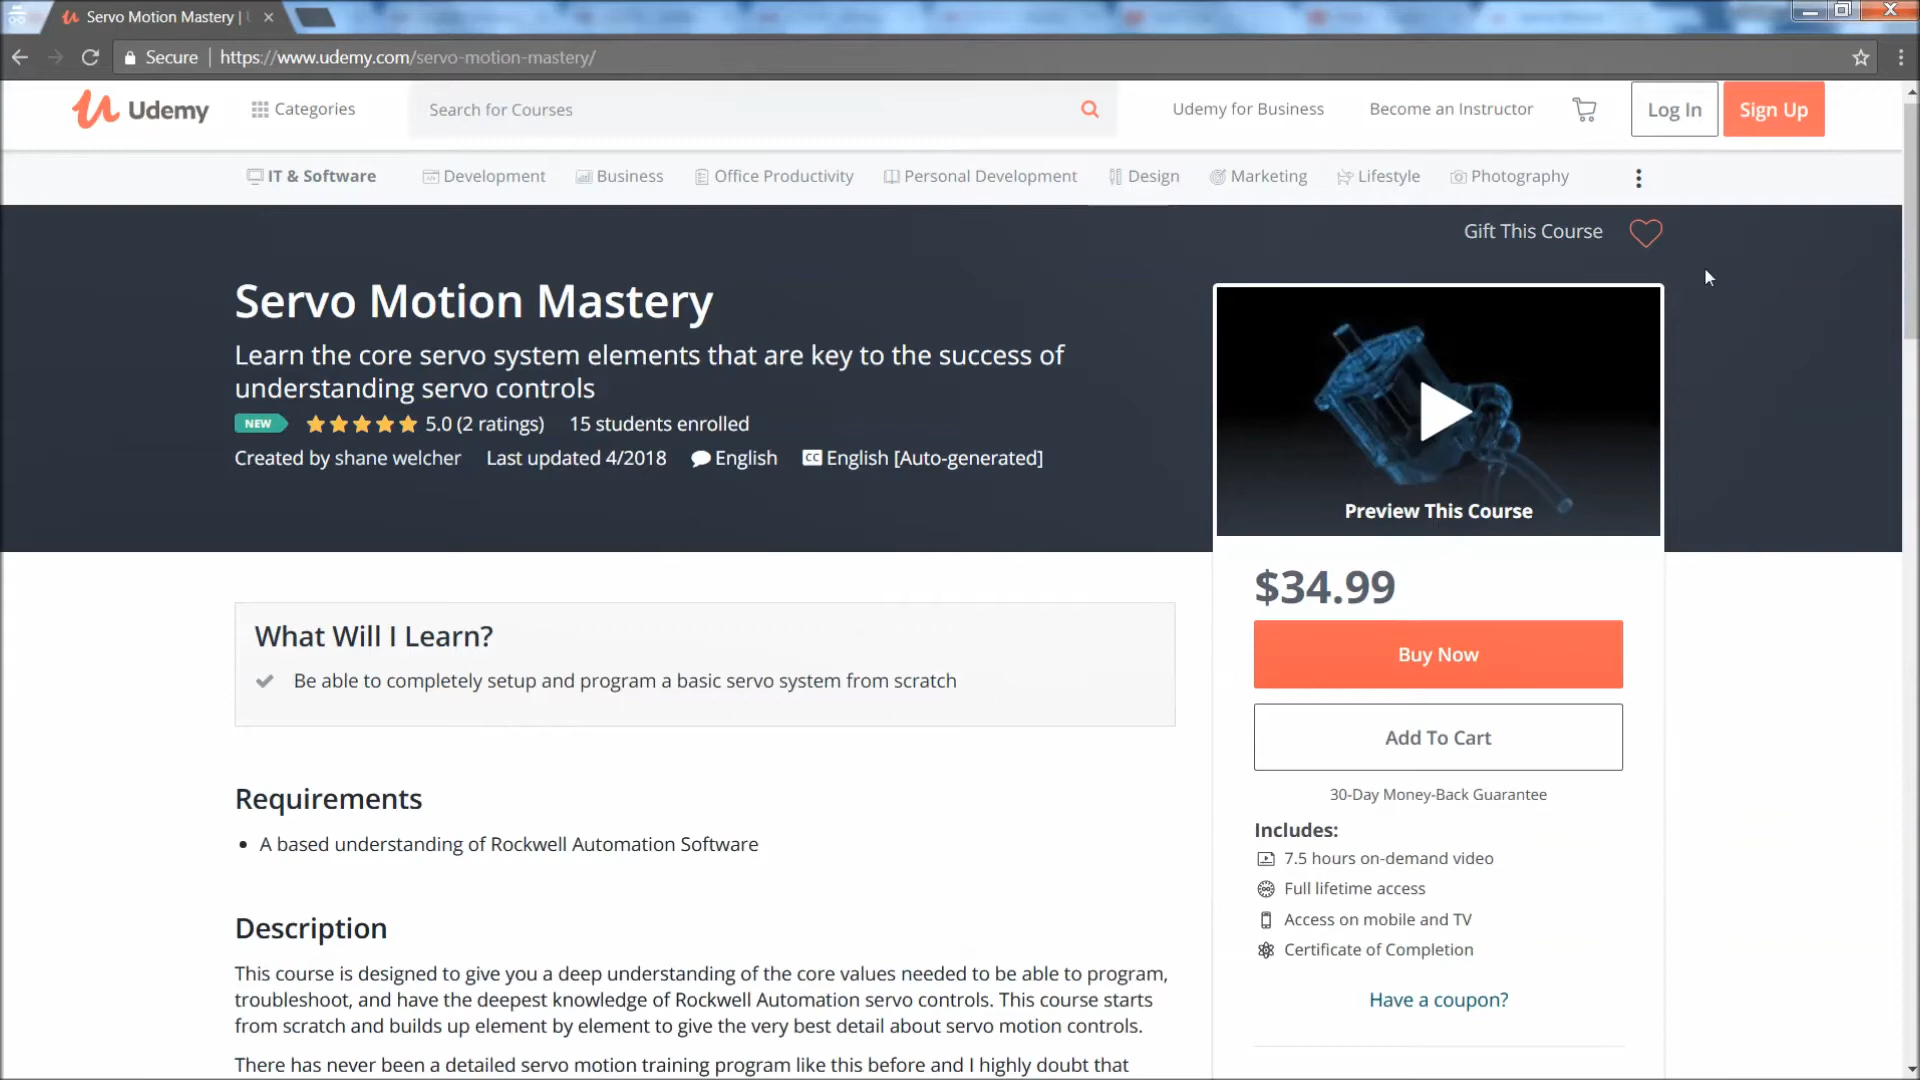 Servo Motion Mastery |
Secure | https://www.udemy.com/servo-motion-mastery/
Udemy Categories Search for Courses Udemy for Business Become an Instructor Log In Sign Up
IT & Software Development Business Office Productivity Personal Development Design Marketing Lifestyle Photography
Gift This Course
Servo Motion Mastery
Learn the core servo system elements that are key to the success of
understanding servo controls
NEW 5.0 (2 ratings) 15 students enrolled
Created by shane welcher Last updated 4/2018 English CC English [Auto-generated]
Preview This Course
$34.99
Buy Now
Add To Cart
30-Day Money-Back Guarantee
Includes:
7.5 hours on-demand video
Full lifetime access
Access on mobile and TV
Certificate of Completion
Have a coupon?
What Will I Learn?
Be able to completely setup and program a basic servo system from scratch
Requirements
• A based understanding of Rockwell Automation Software
Description
This course is designed to give you a deep understanding of the core values needed to be able to program,
troubleshoot, and have the deepest knowledge of Rockwell Automation servo controls. This course starts
from scratch and builds up element by element to give the very best detail about servo motion controls.
There has never been a detailed servo motion training program like this before and I highly doubt that